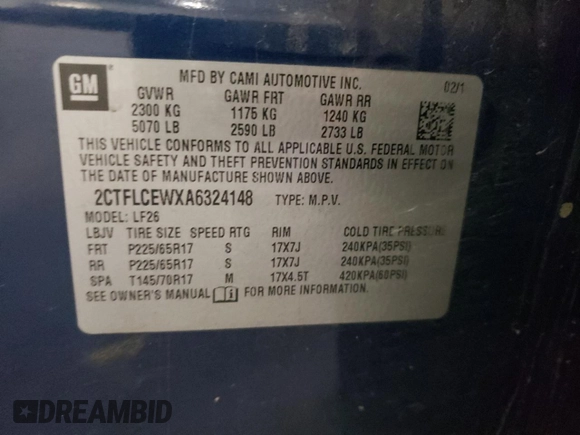 GM
MFD BY CAMI AUTOMOTIVE INC.
02/1
GVWR GAWR FRT GAWR RR
2300 KG 1175 KG 1240 KG
5070 LB 2590 LB 2733 LB
THIS VEHICLE CONFORMS TO ALL APPLICABLE U.S. FEDERAL MOTOR
VEHICLE SAFETY AND THEFT PREVENTION STANDARDS IN EFFECT ON
THE DATE OF MANUFACTURE SHOWN ABOVE.
2CTFLCEWXA6324148 TYPE: M.P.V.
MODEL: LF26
LBJV TIRE SIZE SPEED RTG RIM COLD TIRE PRESSURE
FRT P225/65R17 S 17X7J 240KPA(35PSI)
RR P225/65R17 S 17X7J 240KPA(35PSI)
SPA T145/70R17 M 17X4.5T 420KPA(60PSI)
SEE OWNER'S MANUAL FOR MORE INFORMATION.
DREAMBID